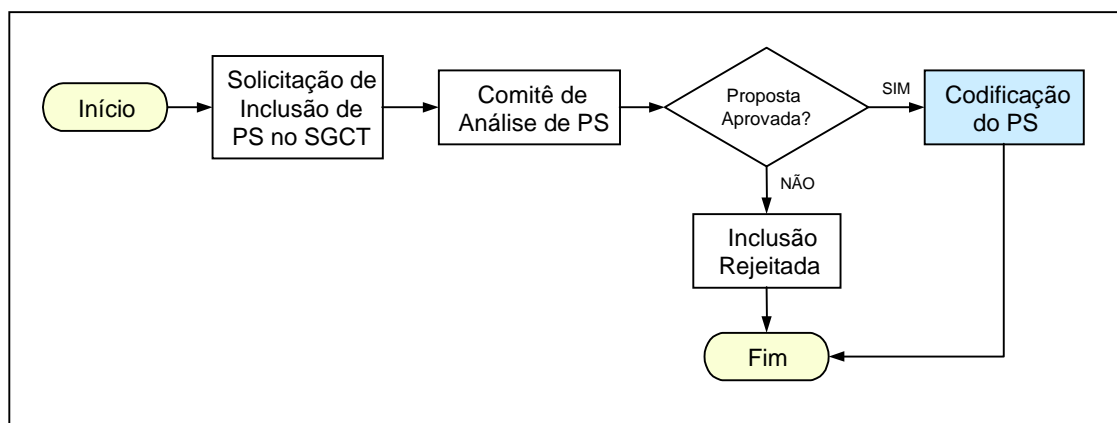 Início
Solicitação de
Inclusão de
PS no SGCT
Comitê de
Análise de PS
Proposta
Aprovada?
SIM
Codificação
do PS
NÃO
Inclusão
Rejeitada
Fim